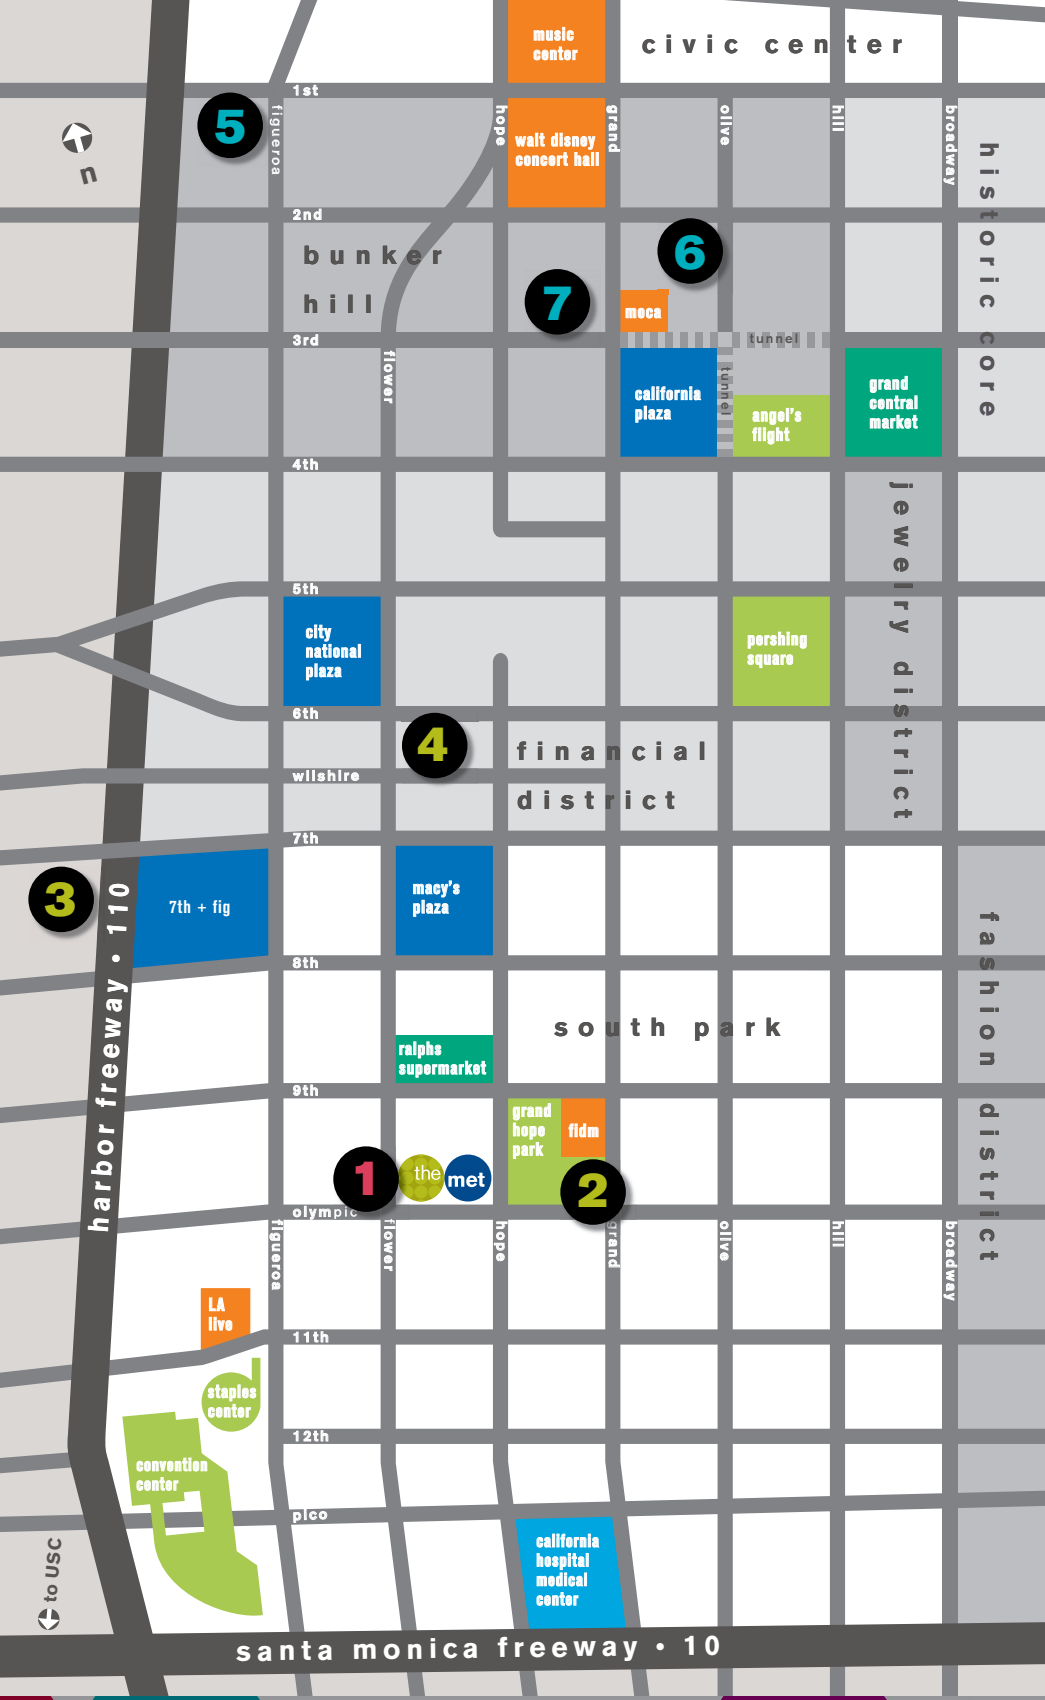 music
center
civic center
1st
5
figueroa
hope
walt disney
concert hall
grand
olive
hill
broadway
n
historic core
2nd
bunker
hill
6
7
moca
3rd
tunnel
flower
california
plaza
tunnel
angel's
flight
grand
central
market
4th
jewelry district
5th
city
national
plaza
pershing
square
6th
4
financial
district
wilshire
7th
3
7th + fig
macy's
plaza
harbor freeway • 110
8th
south park
fashion district
ralphs
supermarket
9th
grand
hope
park
fidm
1
the
met
2
olympic
figueroa
flower
hope
grand
olive
hill
broadway
LA
live
11th
staples
center
12th
convention
center
pico
california
hospital
medical
center
to USC
santa monica freeway • 10